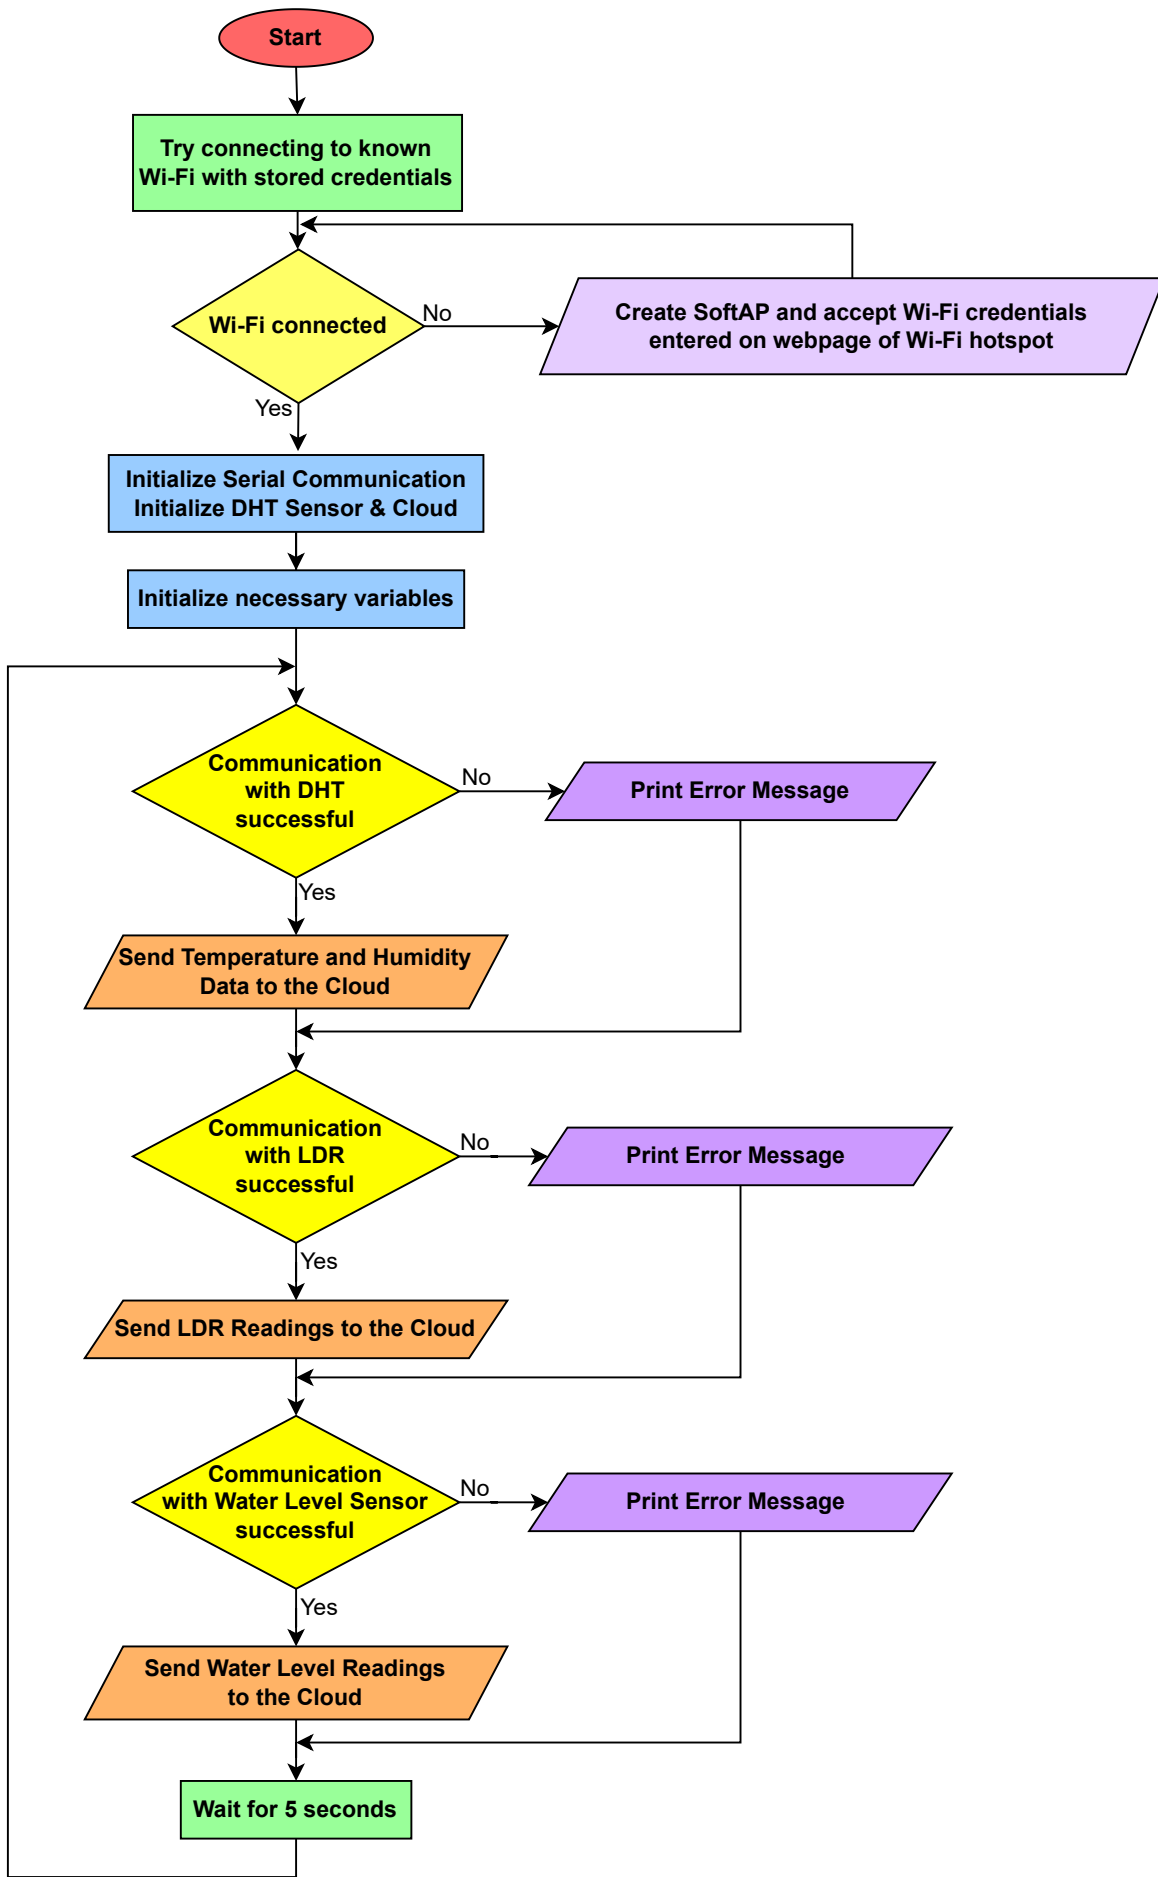 Start
Try connecting to known
Wi-Fi with stored credentials
Wi-Fi connected
No
Create SoftAP and accept Wi-Fi credentials
entered on webpage of Wi-Fi hotspot
Yes
Initialize Serial Communication
Initialize DHT Sensor & Cloud
Initialize necessary variables
Communication
with DHT
successful
No
Print Error Message
Yes
Send Temperature and Humidity
Data to the Cloud
Communication
with LDR
successful
No
Print Error Message
Yes
Send LDR Readings to the Cloud
Communication
with Water Level Sensor
successful
No
Print Error Message
Yes
Send Water Level Readings
to the Cloud
Wait for 5 seconds